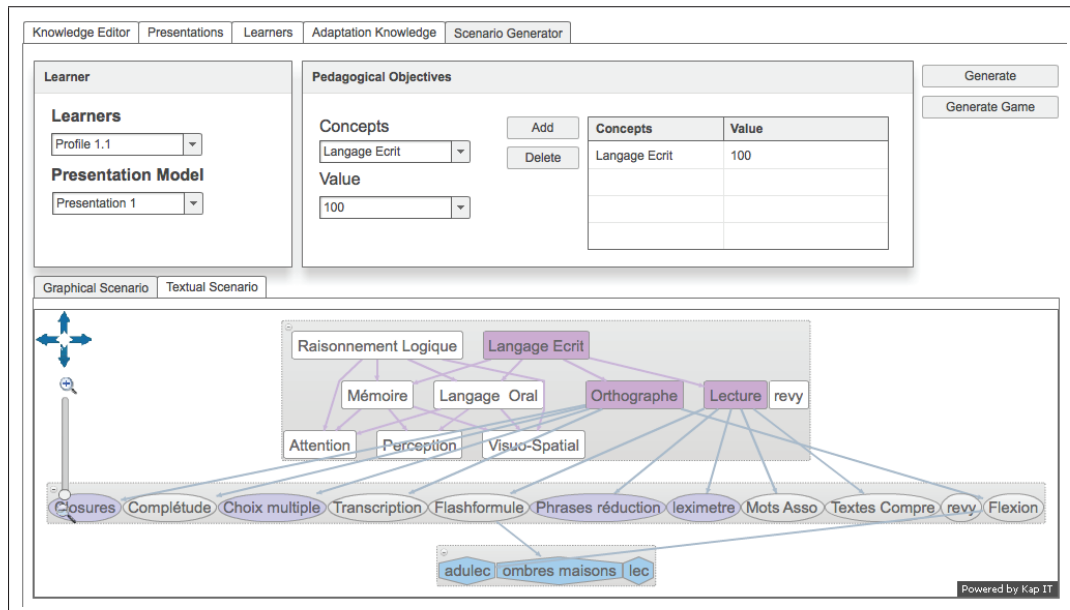 Knowledge Editor Presentations Learners Adaptation Knowledge Scenario Generator
Learner
Learners
Profile 1.1
Presentation Model
Presentation 1
Pedagogical Objectives
Concepts
Langage Ecrit
Value
100
Add
Delete
Concepts Value
Langage Ecrit 100
Generate
Generate Game
Graphical Scenario Textual Scenario
Raisonnement Logique Langage Ecrit
Mémoire Langage Oral Orthographe Lecture revy
Attention Perception Visuo-Spatial
Closures Complétude Choix multiple Transcription Flashformule Phrases réduction leximetre Mots Asso Textes Compre revy Flexion
adulec ombres maisons lec
Powered by Kap IT